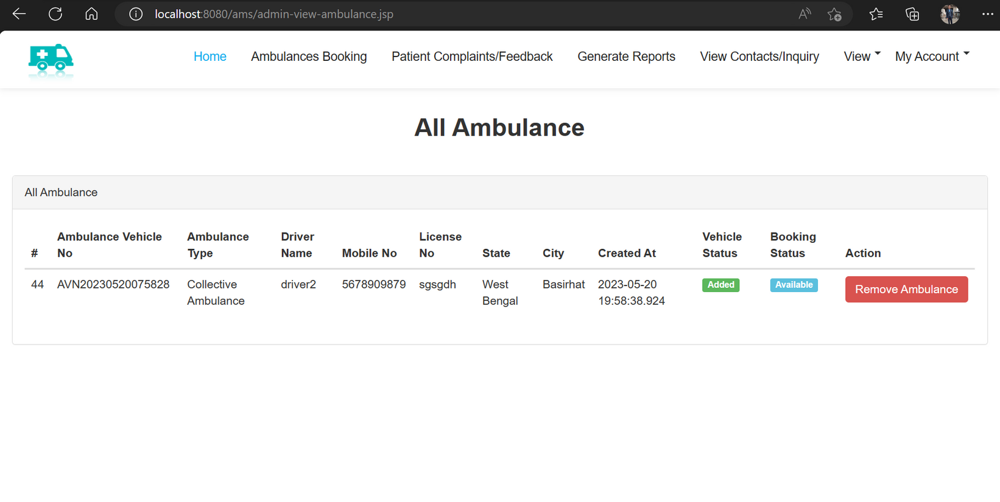 localhost:8080/ams/admin-view-ambulance.jsp
Home Ambulances Booking Patient Complaints/Feedback Generate Reports View Contacts/Inquiry View My Account
All Ambulance
All Ambulance
# Ambulance Vehicle No Ambulance Type Driver Name Mobile No License No State City Created At Vehicle Status Booking Status Action
44 AVN20230520075828 Collective Ambulance driver2 5678909879 sgsgdh West Bengal Basirhat 2023-05-20 19:58:38.924 Added Available Remove Ambulance